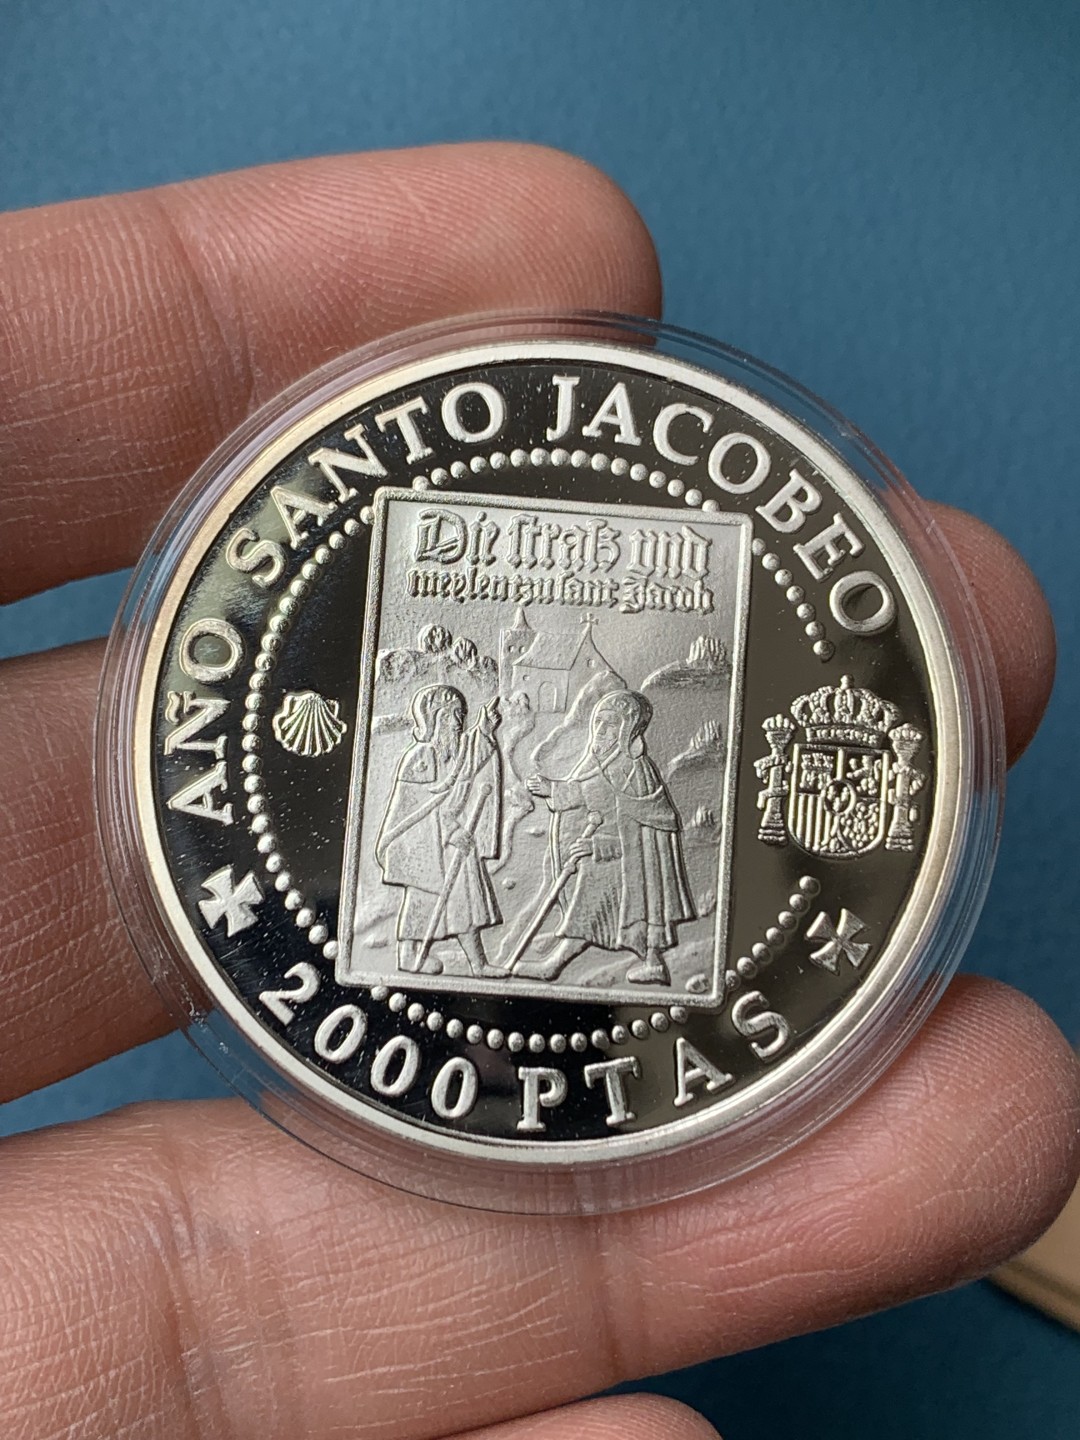 AÑO SANTO JACOBEO
Die straß und
meylen zu sant Jacob
2000 PTAS